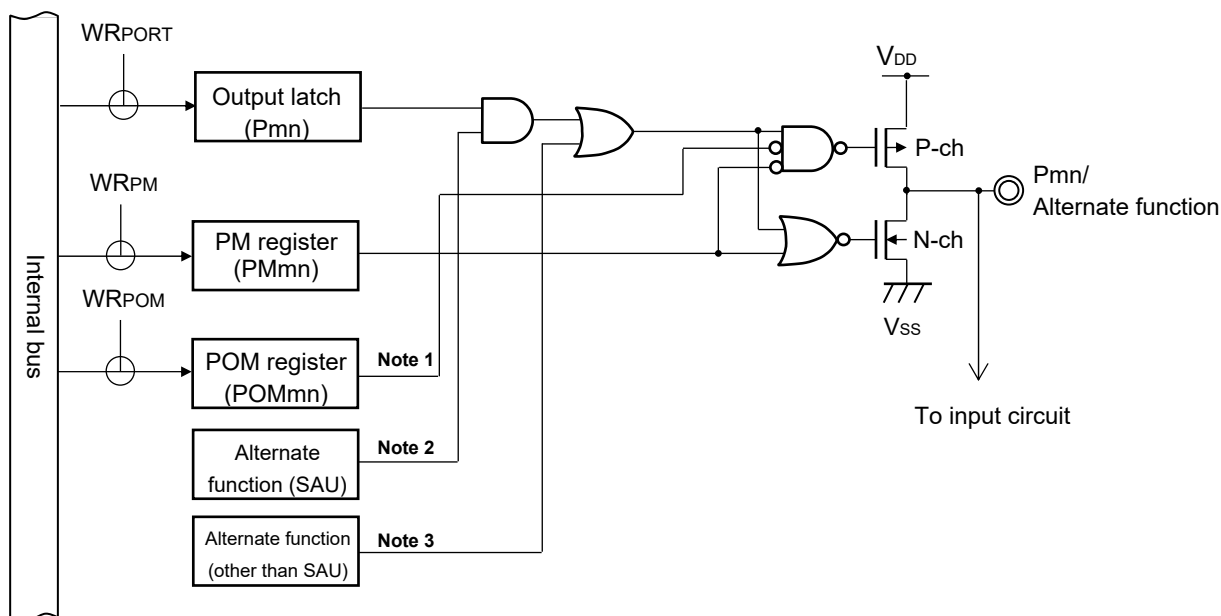 WRPORT
Output latch
(Pmn)
WRPM
PM register
(PMmn)
WRPOM
POM register
(POMmn)
Note 1
Alternate
function (SAU)
Note 2
Alternate function
(other than SAU)
Note 3
Internal bus
VDD
P-ch
Pmn/
Alternate function
N-ch
VSS
To input circuit